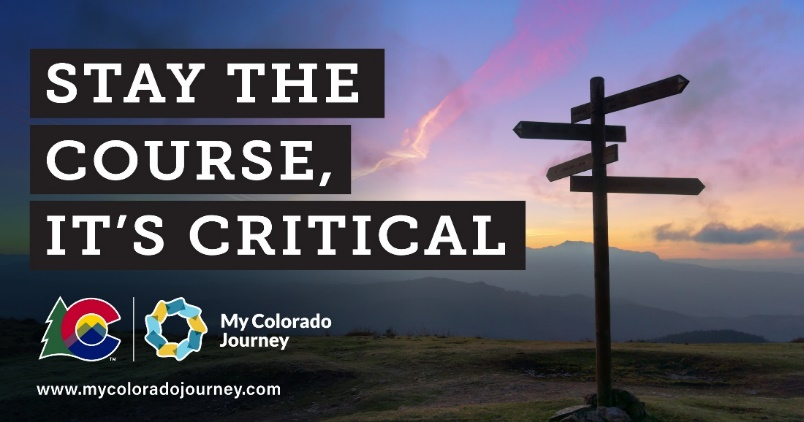 STAY THE
COURSE,
IT'S CRITICAL
My Colorado
Journey
www.mycoloradojourney.com